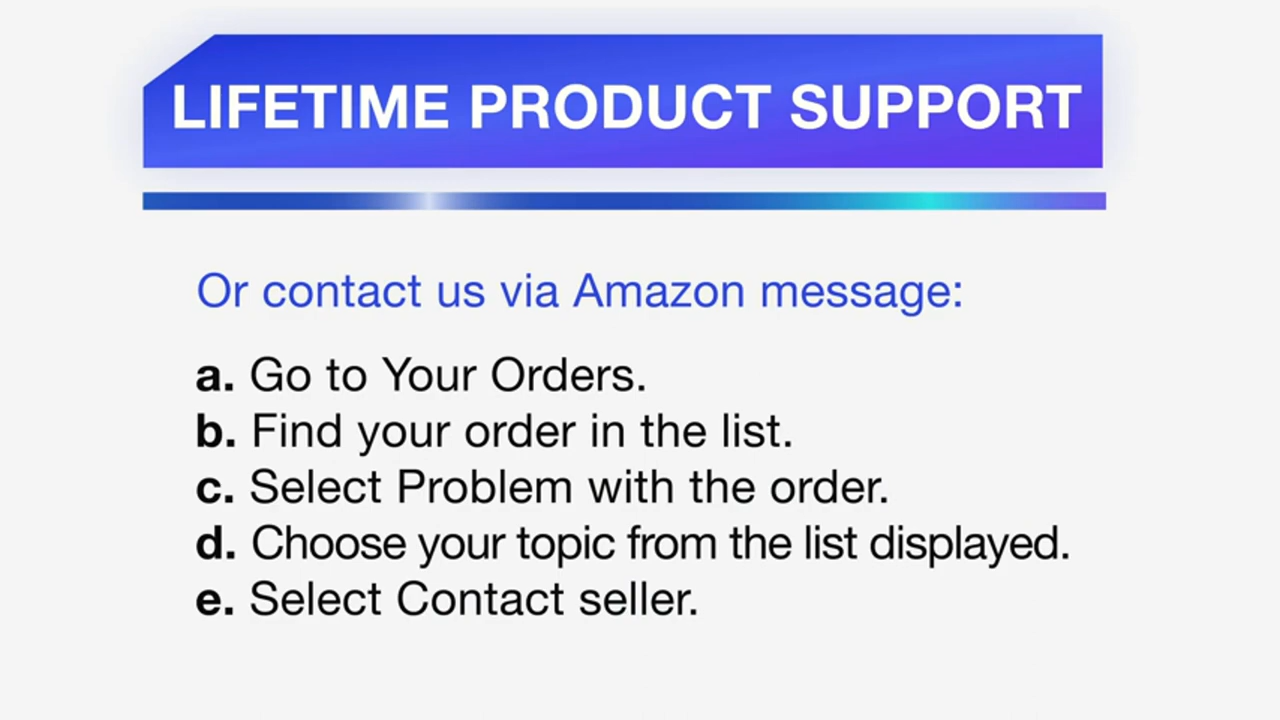 LIFETIME PRODUCT SUPPORT
Or contact us via Amazon message:
a. Go to Your Orders.
b. Find your order in the list.
c. Select Problem with the order.
d. Choose your topic from the list displayed.
e. Select Contact seller.